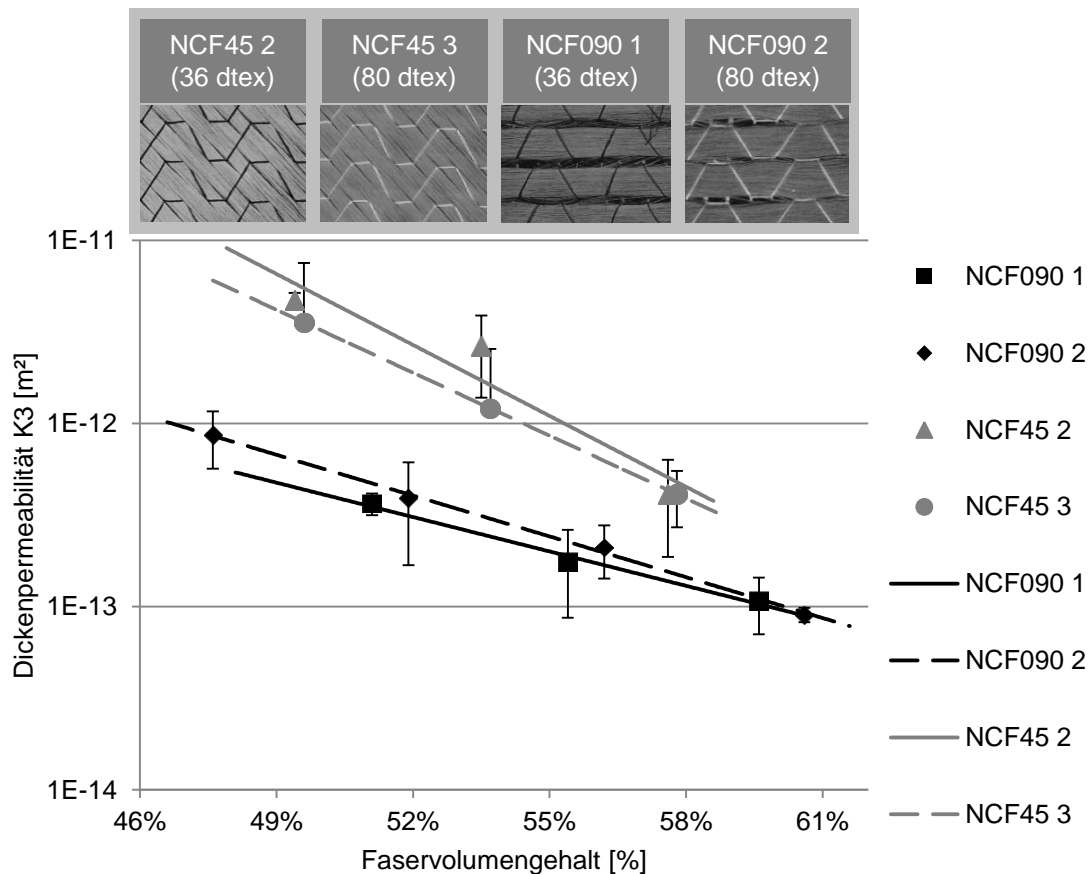 NCF45 2
(36 dtex)
NCF45 3
(80 dtex)
NCF090 1
(36 dtex)
NCF090 2
(80 dtex)
1E-11
1E-12
1E-13
1E-14
Dickenpermeabilität K3 [m²]
46%
49%
52%
55%
58%
61%
Faservolumengehalt [%]
NCF090 1
NCF090 2
NCF45 2
NCF45 3
NCF090 1
NCF090 2
NCF45 2
NCF45 3